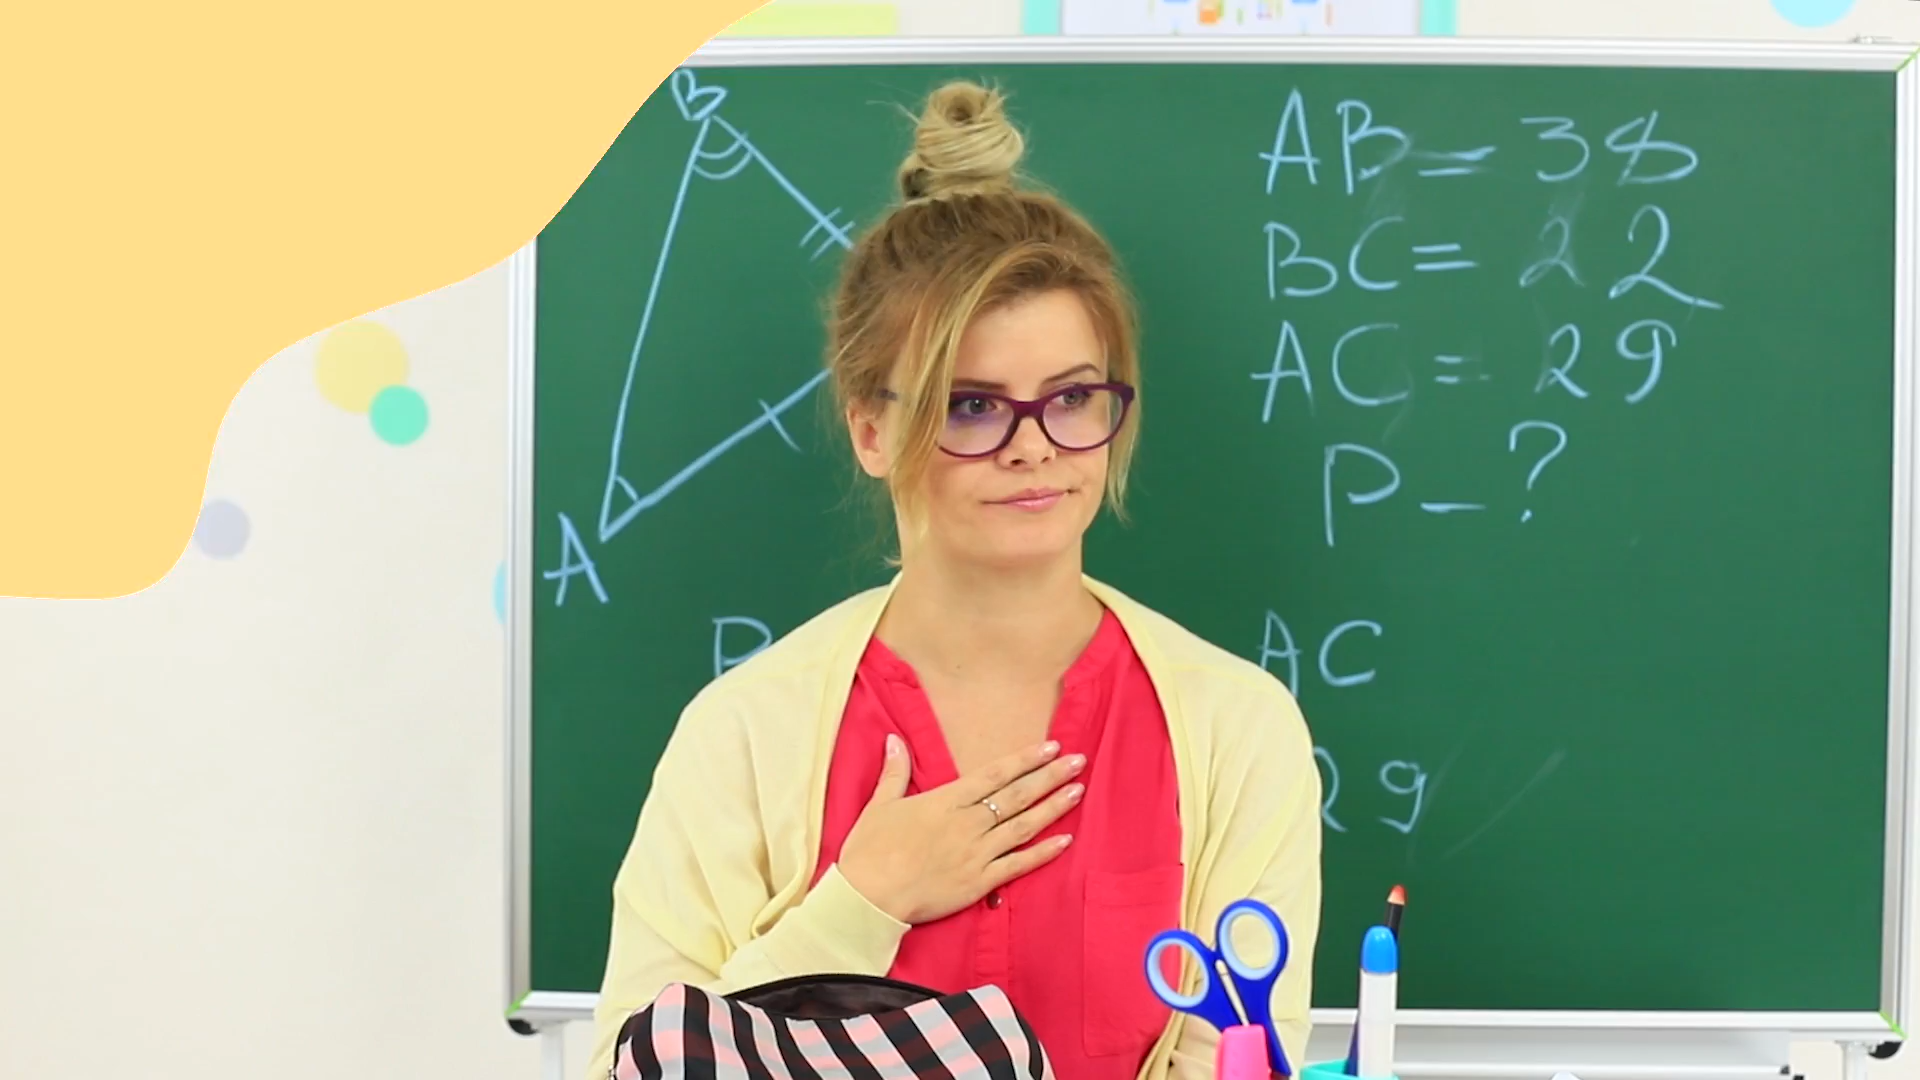 B
A
AB = 38
BC = 22
AC = 29
P - ?
P
AC
29